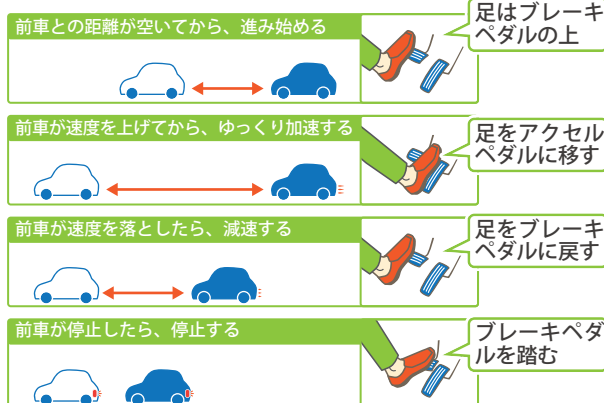 前車との距離が空いてから、進み始める
足はブレーキ
ペダルの上
前車が速度を上げてから、ゆっくり加速する
足をアクセル
ペダルに移す
前車が速度を落としたら、減速する
足をブレーキ
ペダルに戻す
前車が停止したら、停止する
ブレーキペダ
ルを踏む